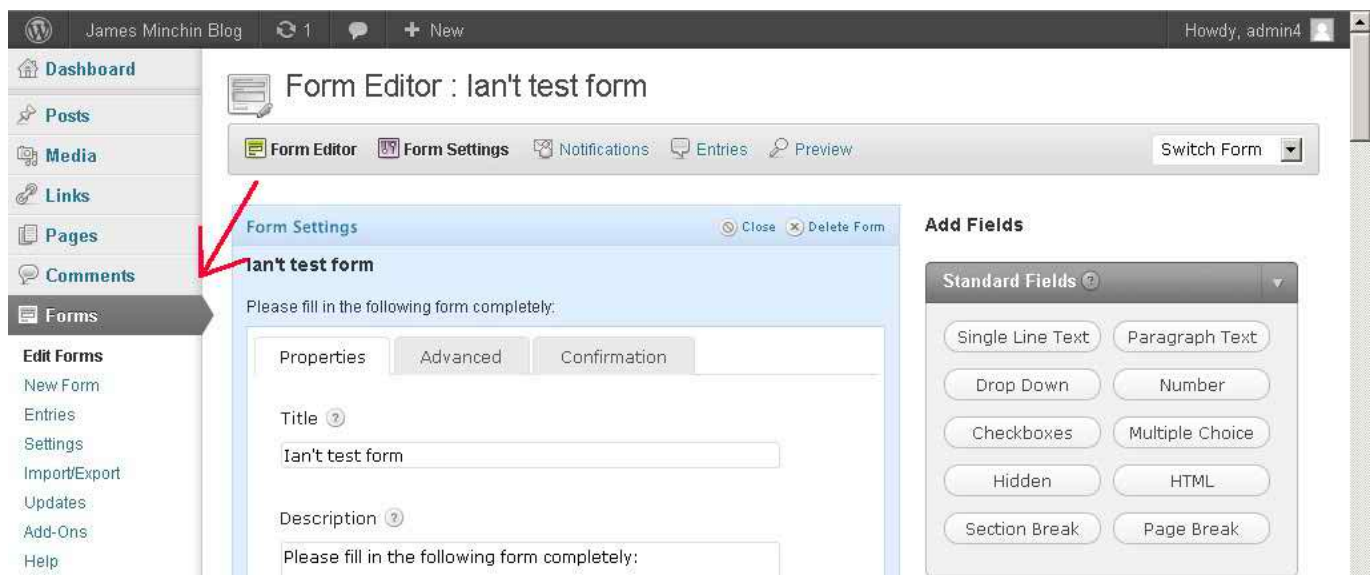 James Minchin Blog 1 + New Howdy, admin4
Dashboard
Posts
Media
Links
Pages
Comments
Forms
Edit Forms
New Form
Entries
Settings
Import/Export
Updates
Add-Ons
Help
Form Editor : Ian't test form
Form Editor Form Settings Notifications Entries Preview Switch Form
Form Settings Close Delete Form
Ian't test form
Please fill in the following form completely:
Properties Advanced Confirmation
Title ?
Ian't test form
Description ?
Please fill in the following form completely:
Add Fields
Standard Fields ?
Single Line Text Paragraph Text
Drop Down Number
Checkboxes Multiple Choice
Hidden HTML
Section Break Page Break